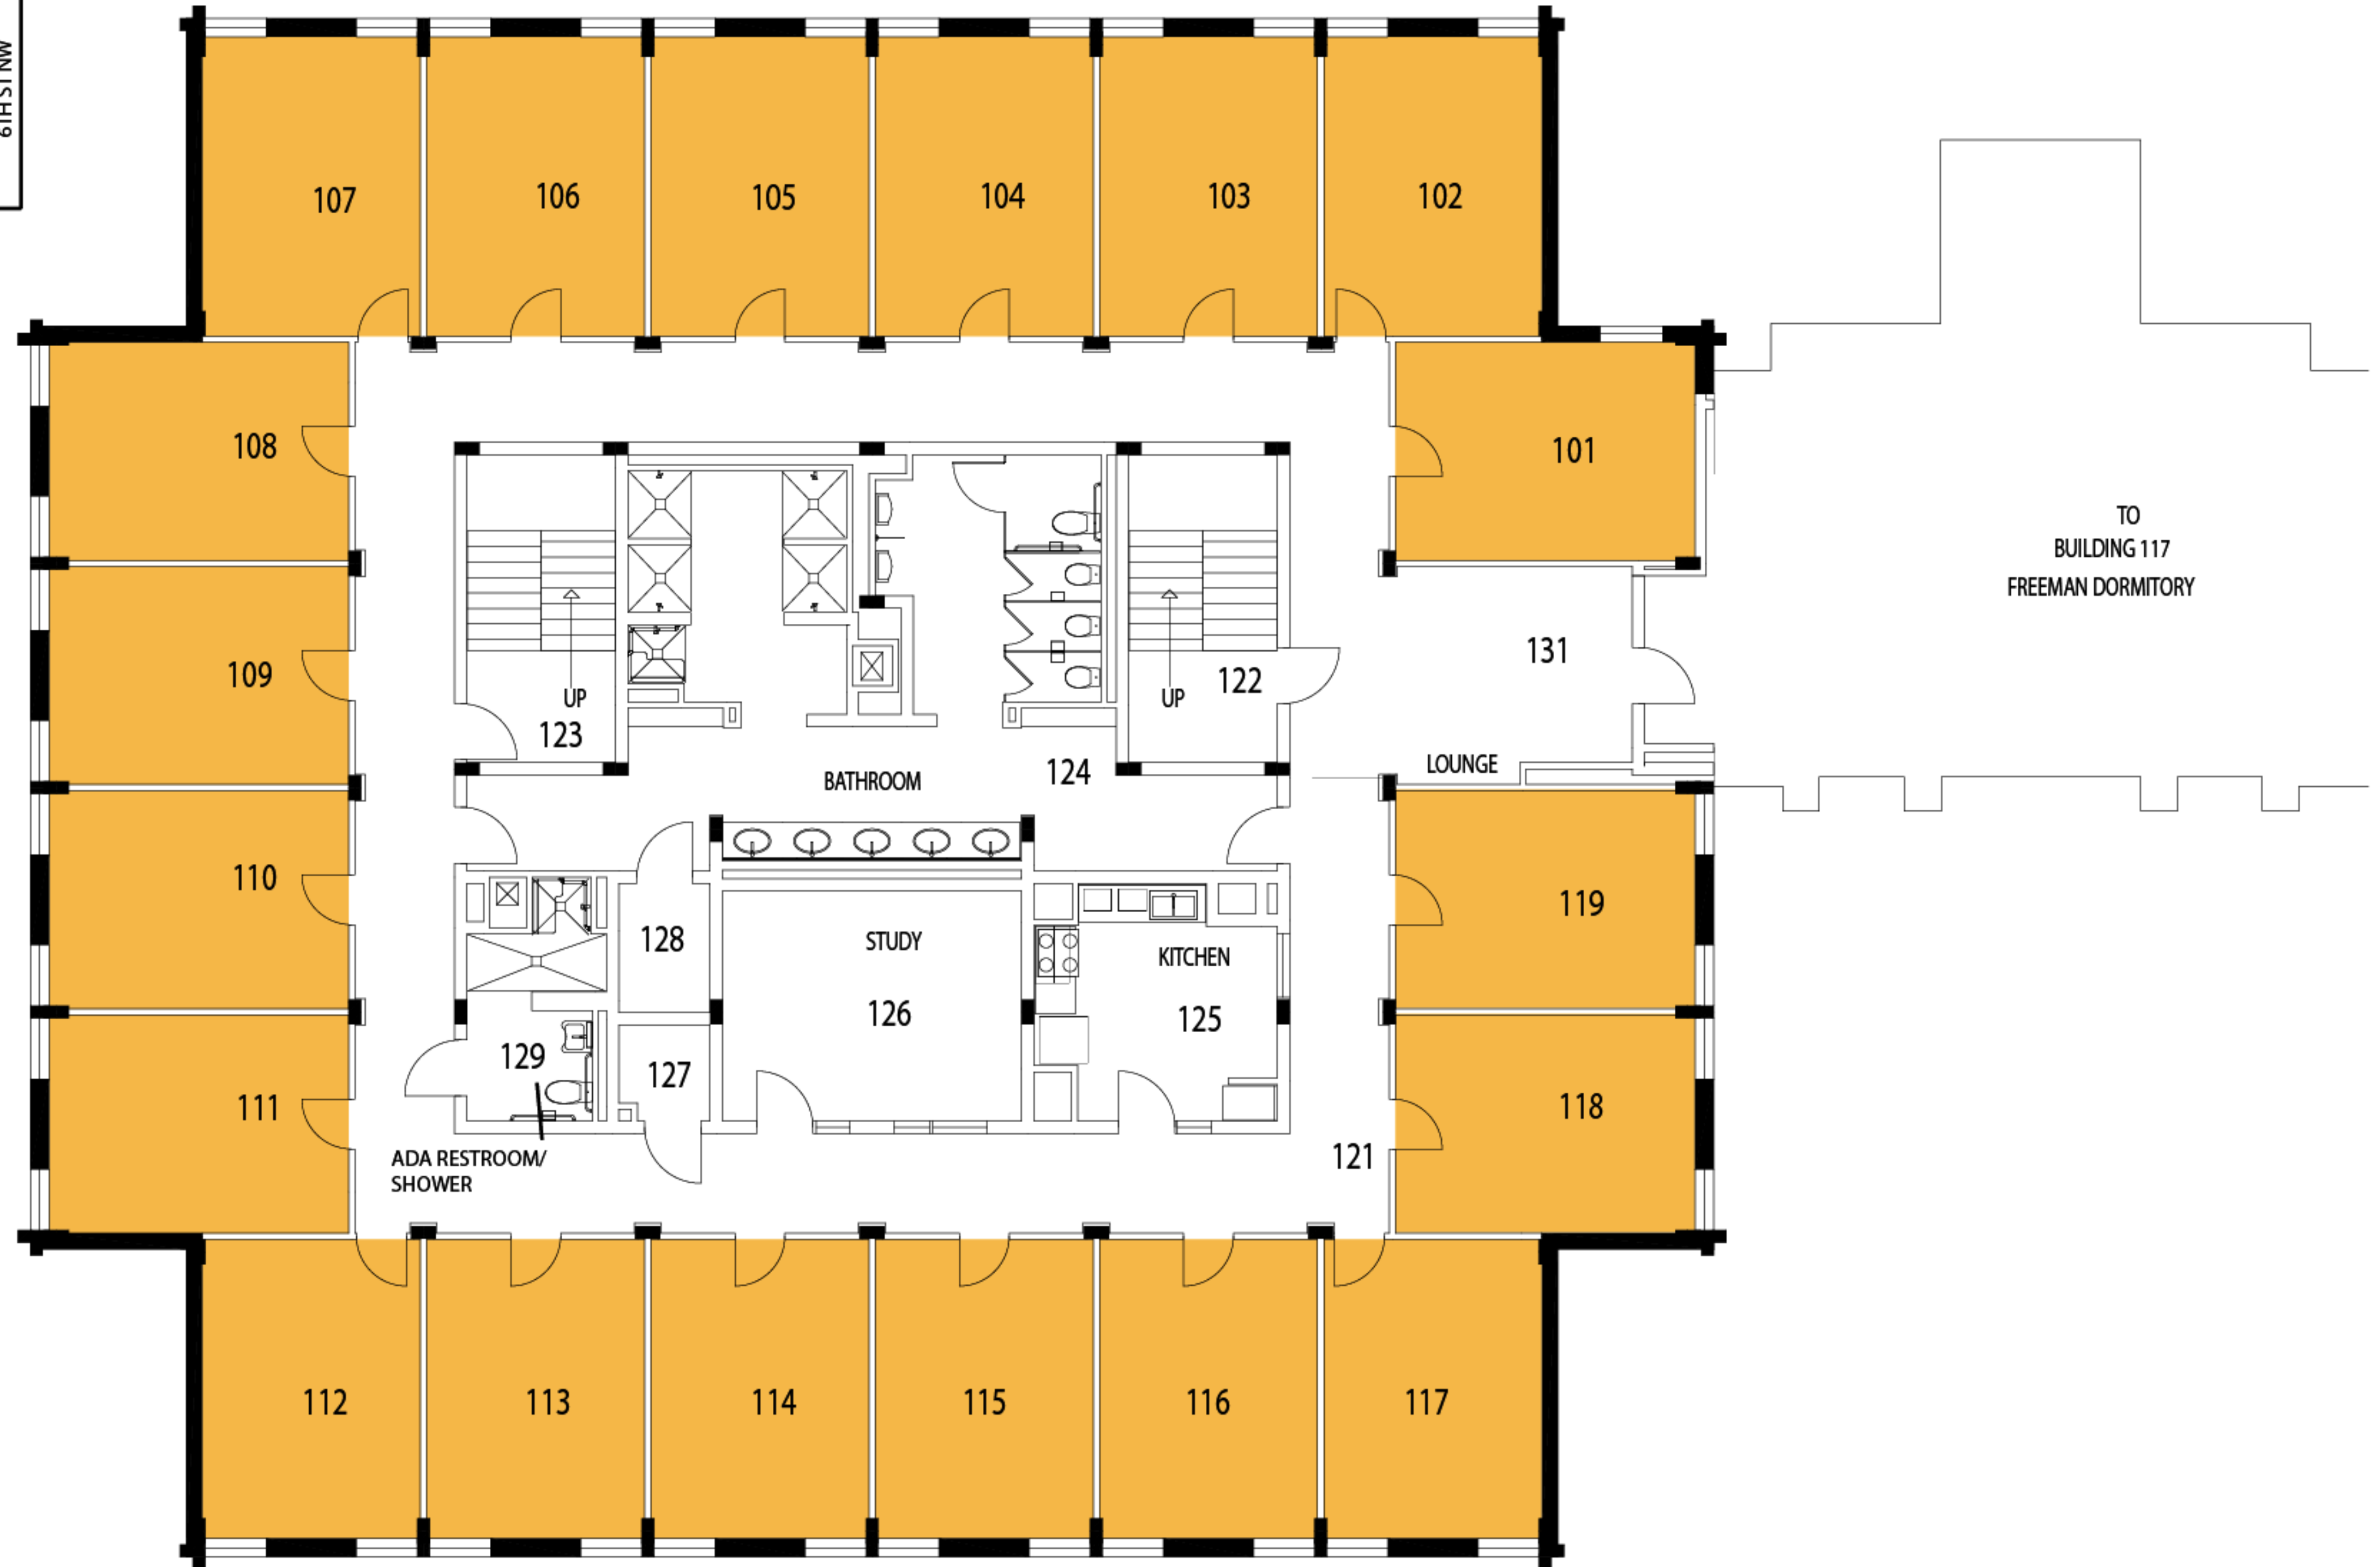 6TH ST NW
107
106
105
104
103
102
108
101
TO
BUILDING 117
FREEMAN DORMITORY
109
131
UP
122
UP
123
LOUNGE
124
BATHROOM
110
119
128
STUDY
KITCHEN
126
125
129
127
111
118
121
ADA RESTROOM/
SHOWER
112
113
114
115
116
117